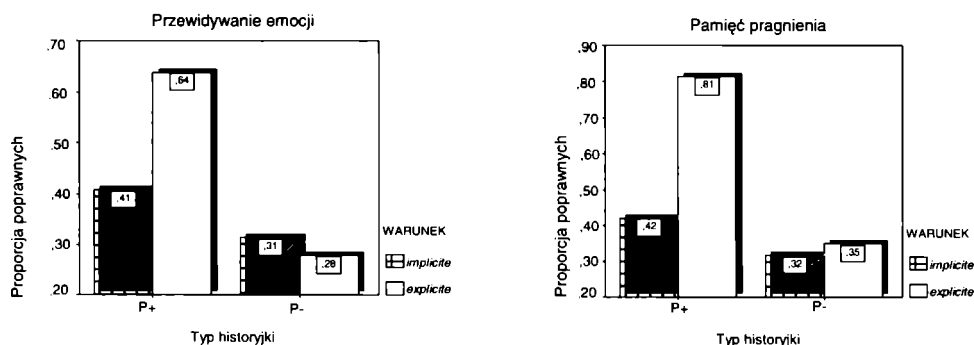 Przewidywanie emocji
Proporcja poprawnych
,70
,60
,50
,40
,30
,20
,41
,64
,31
,28
P+
P-
Typ historyjki
WARUNEK
implicite
explicite
Pamięć pragnienia
Proporcja poprawnych
,90
,80
,70
,60
,50
,40
,30
,20
,42
,81
,32
,35
P+
P-
Typ historyjki
WARUNEK
implicite
explicite